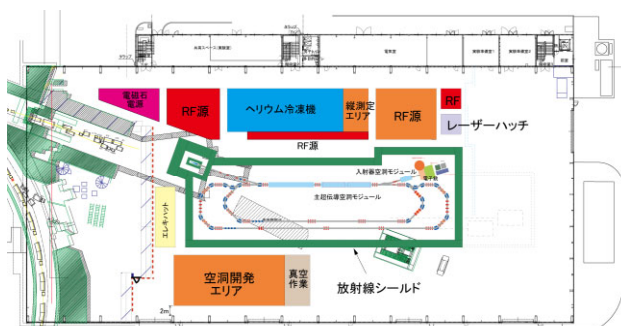 電磁石
電源
RF源
ヘリウム冷凍機
縦測定
エリア
RF源
RF
レーザーハッチ
RF源
入射器空洞モジュール
電子銃
主超伝導空洞モジュール
エレキハット
空洞開発
エリア
真空
作業
放射線シールド
2m